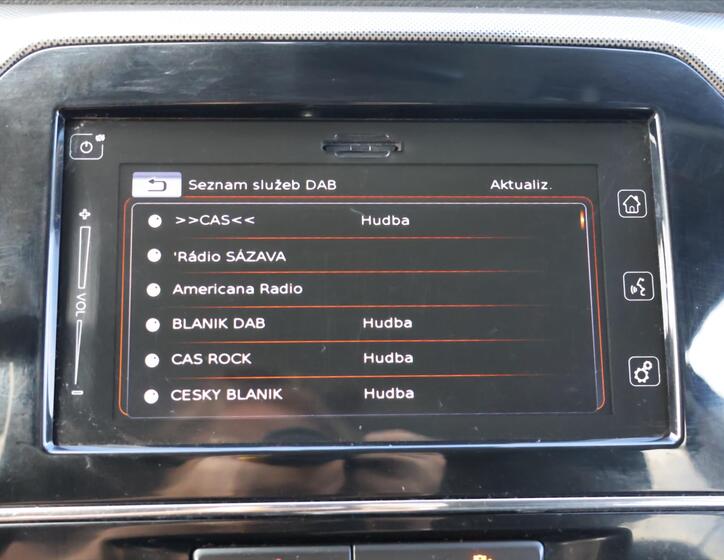 Seznam služeb DAB Aktualiz.
>>CAS<< Hudba
'Rádio SÁZAVA
Americana Radio
BLANIK DAB Hudba
CAS ROCK Hudba
CESKY BLANIK Hudba
+
VOL
−